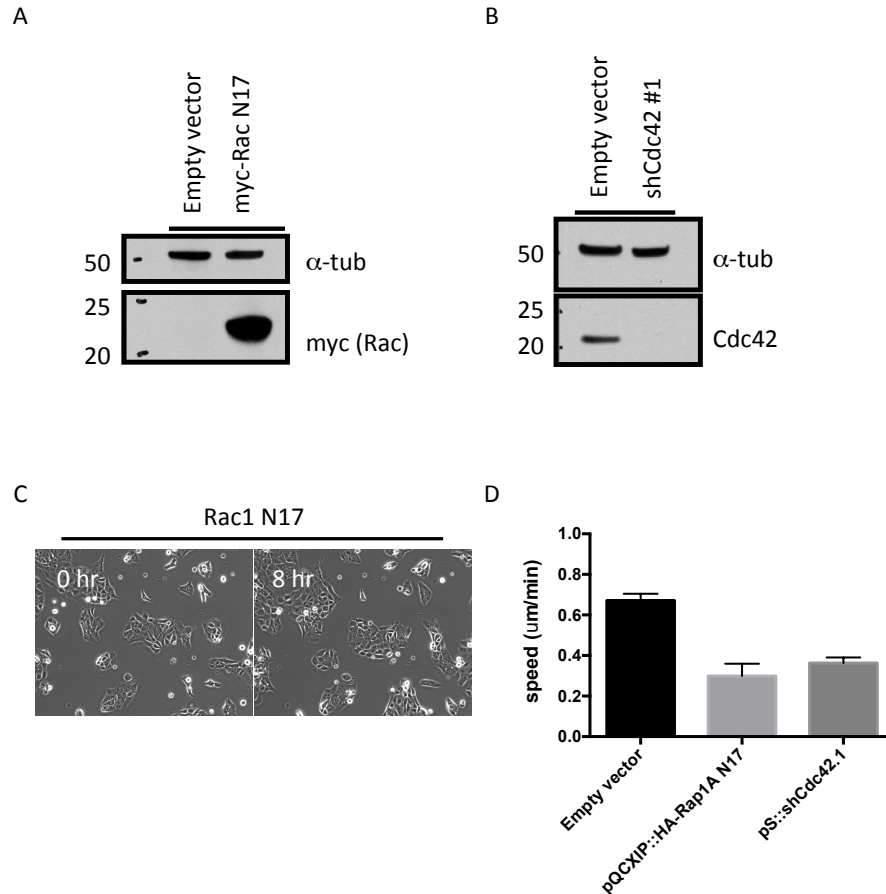 A
Empty vector
myc-Rac N17
50
α-tub
25
20
myc (Rac)
B
Empty vector
shCdc42 #1
50
α-tub
25
20
Cdc42
C
Rac1 N17
0 hr
8 hr
D
speed (um/min)
1.0
0.8
0.6
0.4
0.2
0.0
Empty vector
pQCXIP::HA-Rap1A N17
pS::shCdc42.1